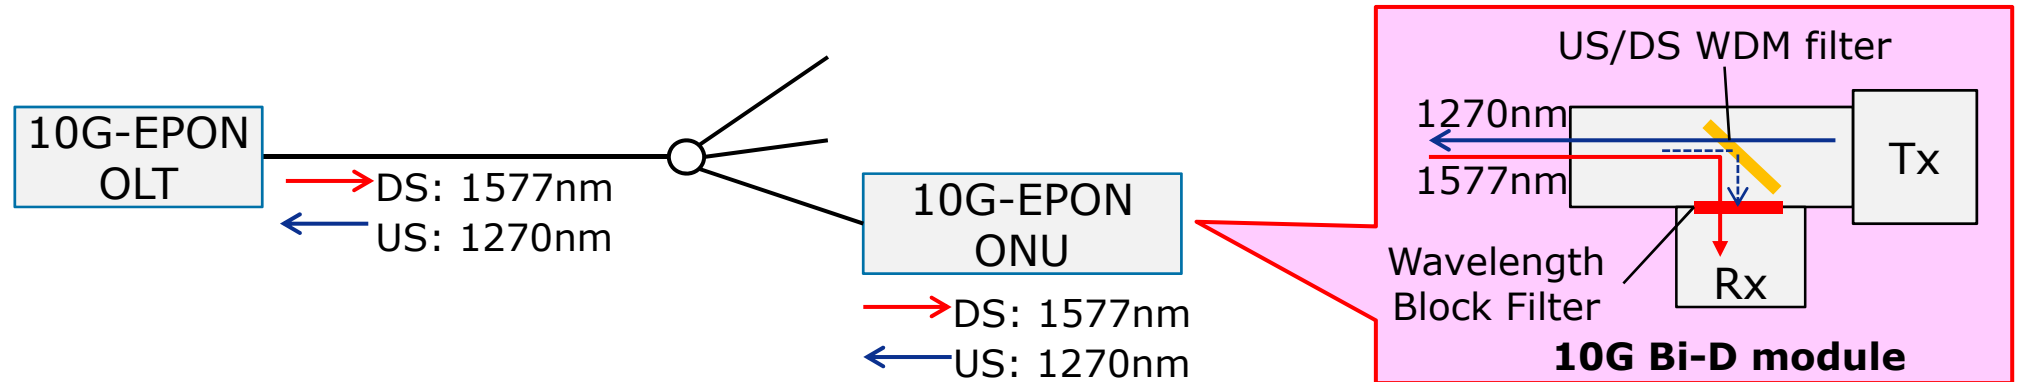 10G-EPON
OLT
DS: 1577nm
US: 1270nm
10G-EPON
ONU
DS: 1577nm
US: 1270nm
US/DS WDM filter
1270nm
1577nm
Tx
Wavelength
Block Filter
Rx
10G Bi-D module